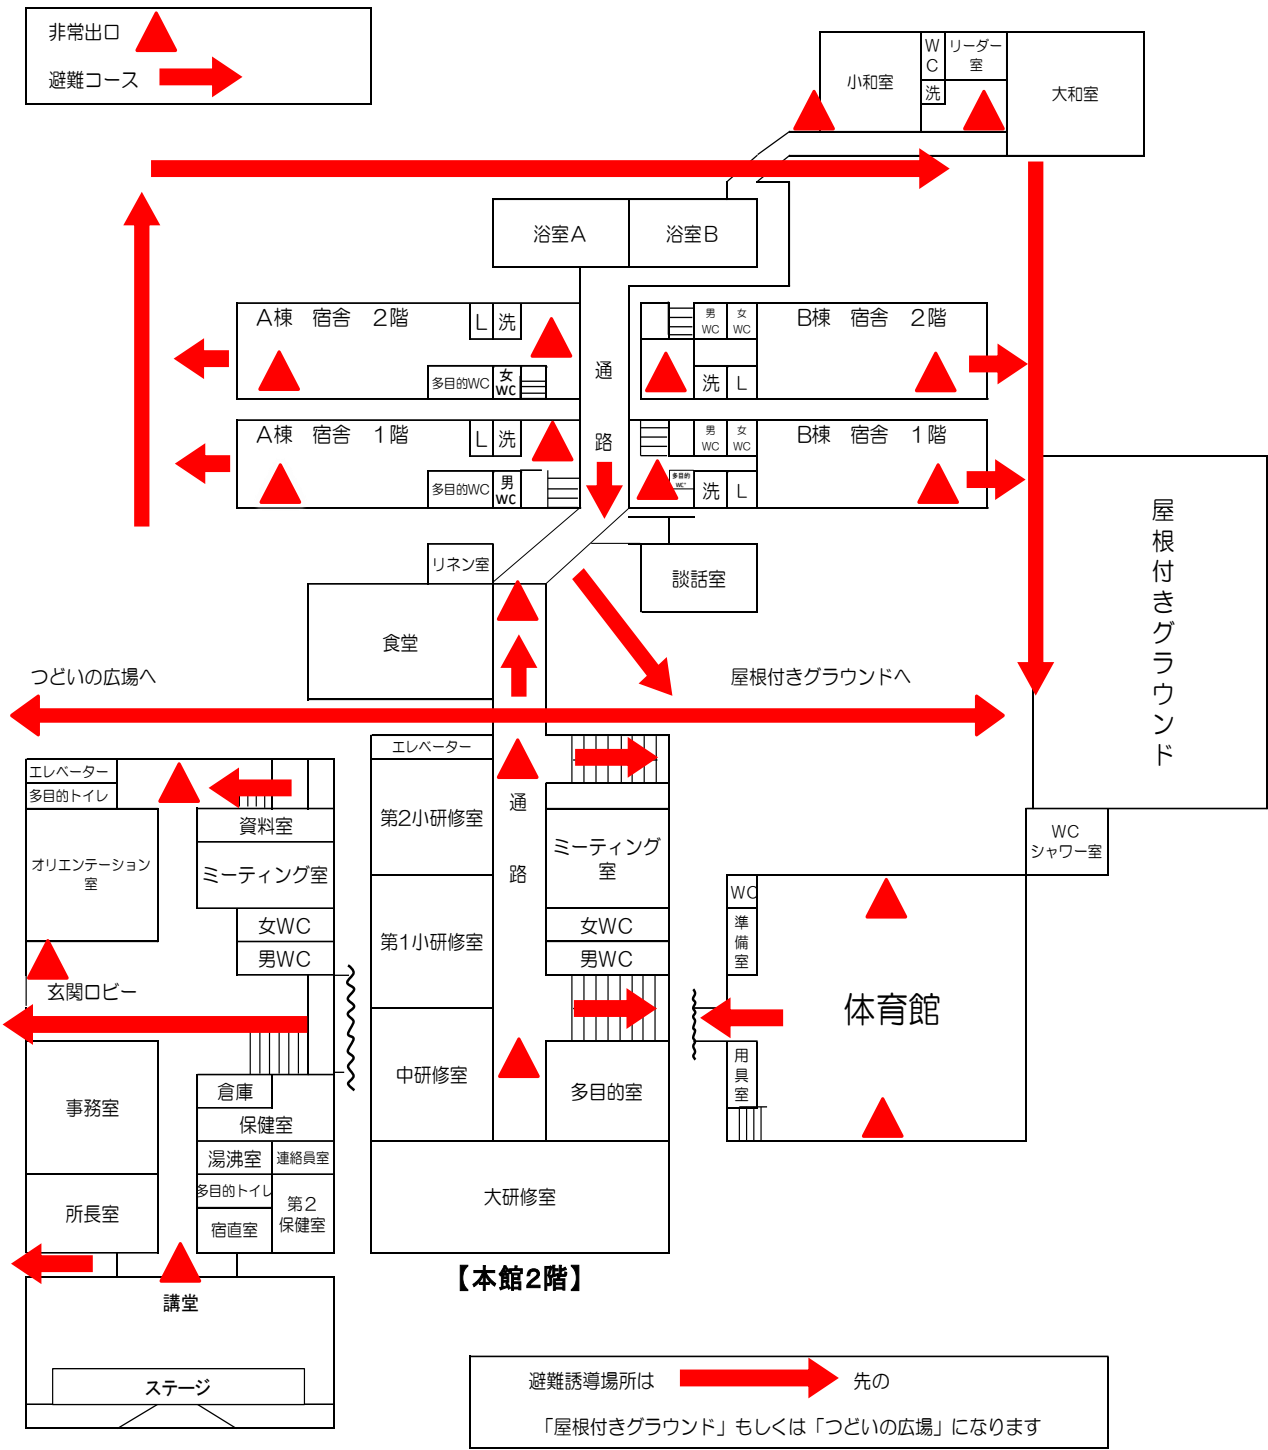 非常出口
避難コース
小和室
WC
洗
リーダー
室
大和室
浴室A
浴室B
A棟 宿舎 2階
L
洗
多目的WC
女
WC
通路
男
WC
女
WC
B棟 宿舎 2階
洗
L
A棟 宿舎 1階
L
洗
多目的WC
男
WC
男
WC
女
WC
B棟 宿舎 1階
多目的
WC
洗
L
屋根付きグラウンド
リネン室
談話室
食堂
つどいの広場へ
屋根付きグラウンドへ
エレベーター
エレベーター
多目的トイレ
資料室
オリエンテーション
室
ミーティング室
女WC
男WC
玄関ロビー
事務室
倉庫
保健室
湯沸室
連絡員室
多目的トイレ
宿直室
第2
保健室
所長室
講堂
ステージ
第2小研修室
通路
ミーティング
室
第1小研修室
女WC
男WC
中研修室
多目的室
大研修室
【本館2階】
WC
シャワー室
WC
準備室
体育館
用具室
避難誘導場所は 先の
「屋根付きグラウンド」もしくは「つどいの広場」になります